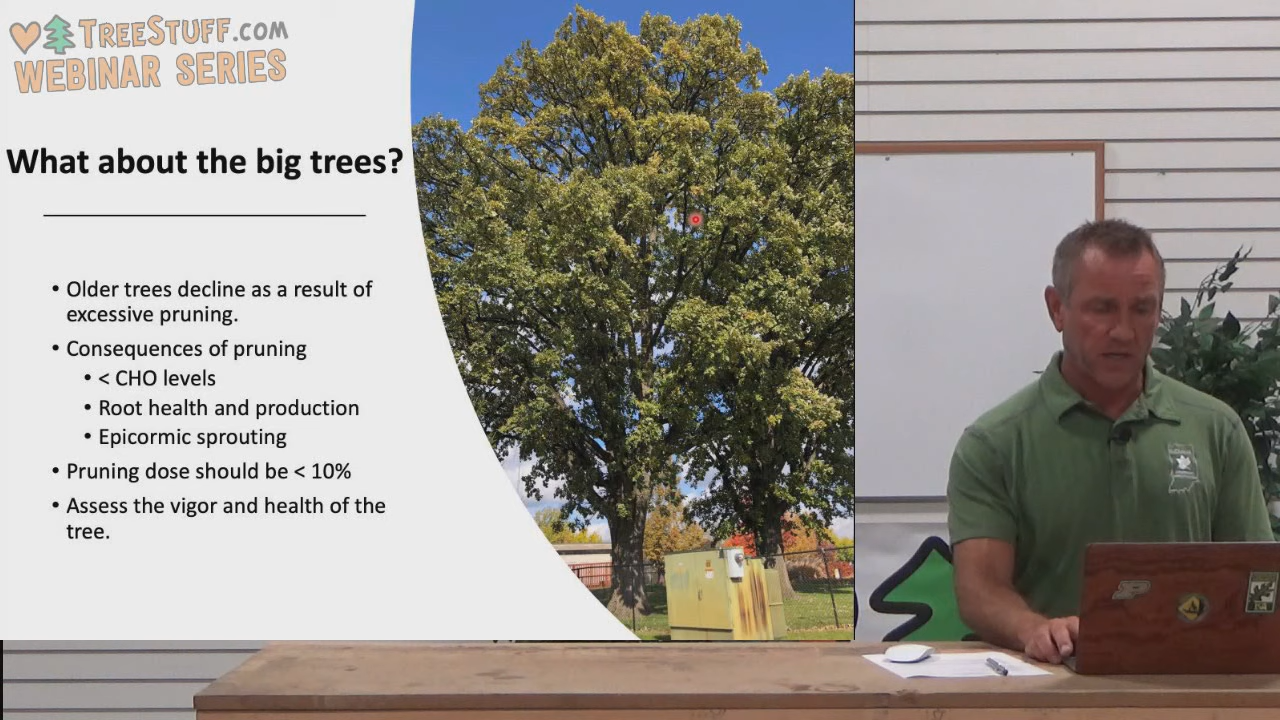 TREESTUFF.COM
WEBINAR SERIES
What about the big trees?
• Older trees decline as a result of
excessive pruning.
• Consequences of pruning
• < CHO levels
• Root health and production
• Epicormic sprouting
• Pruning dose should be < 10%
• Assess the vigor and health of the
tree.
P